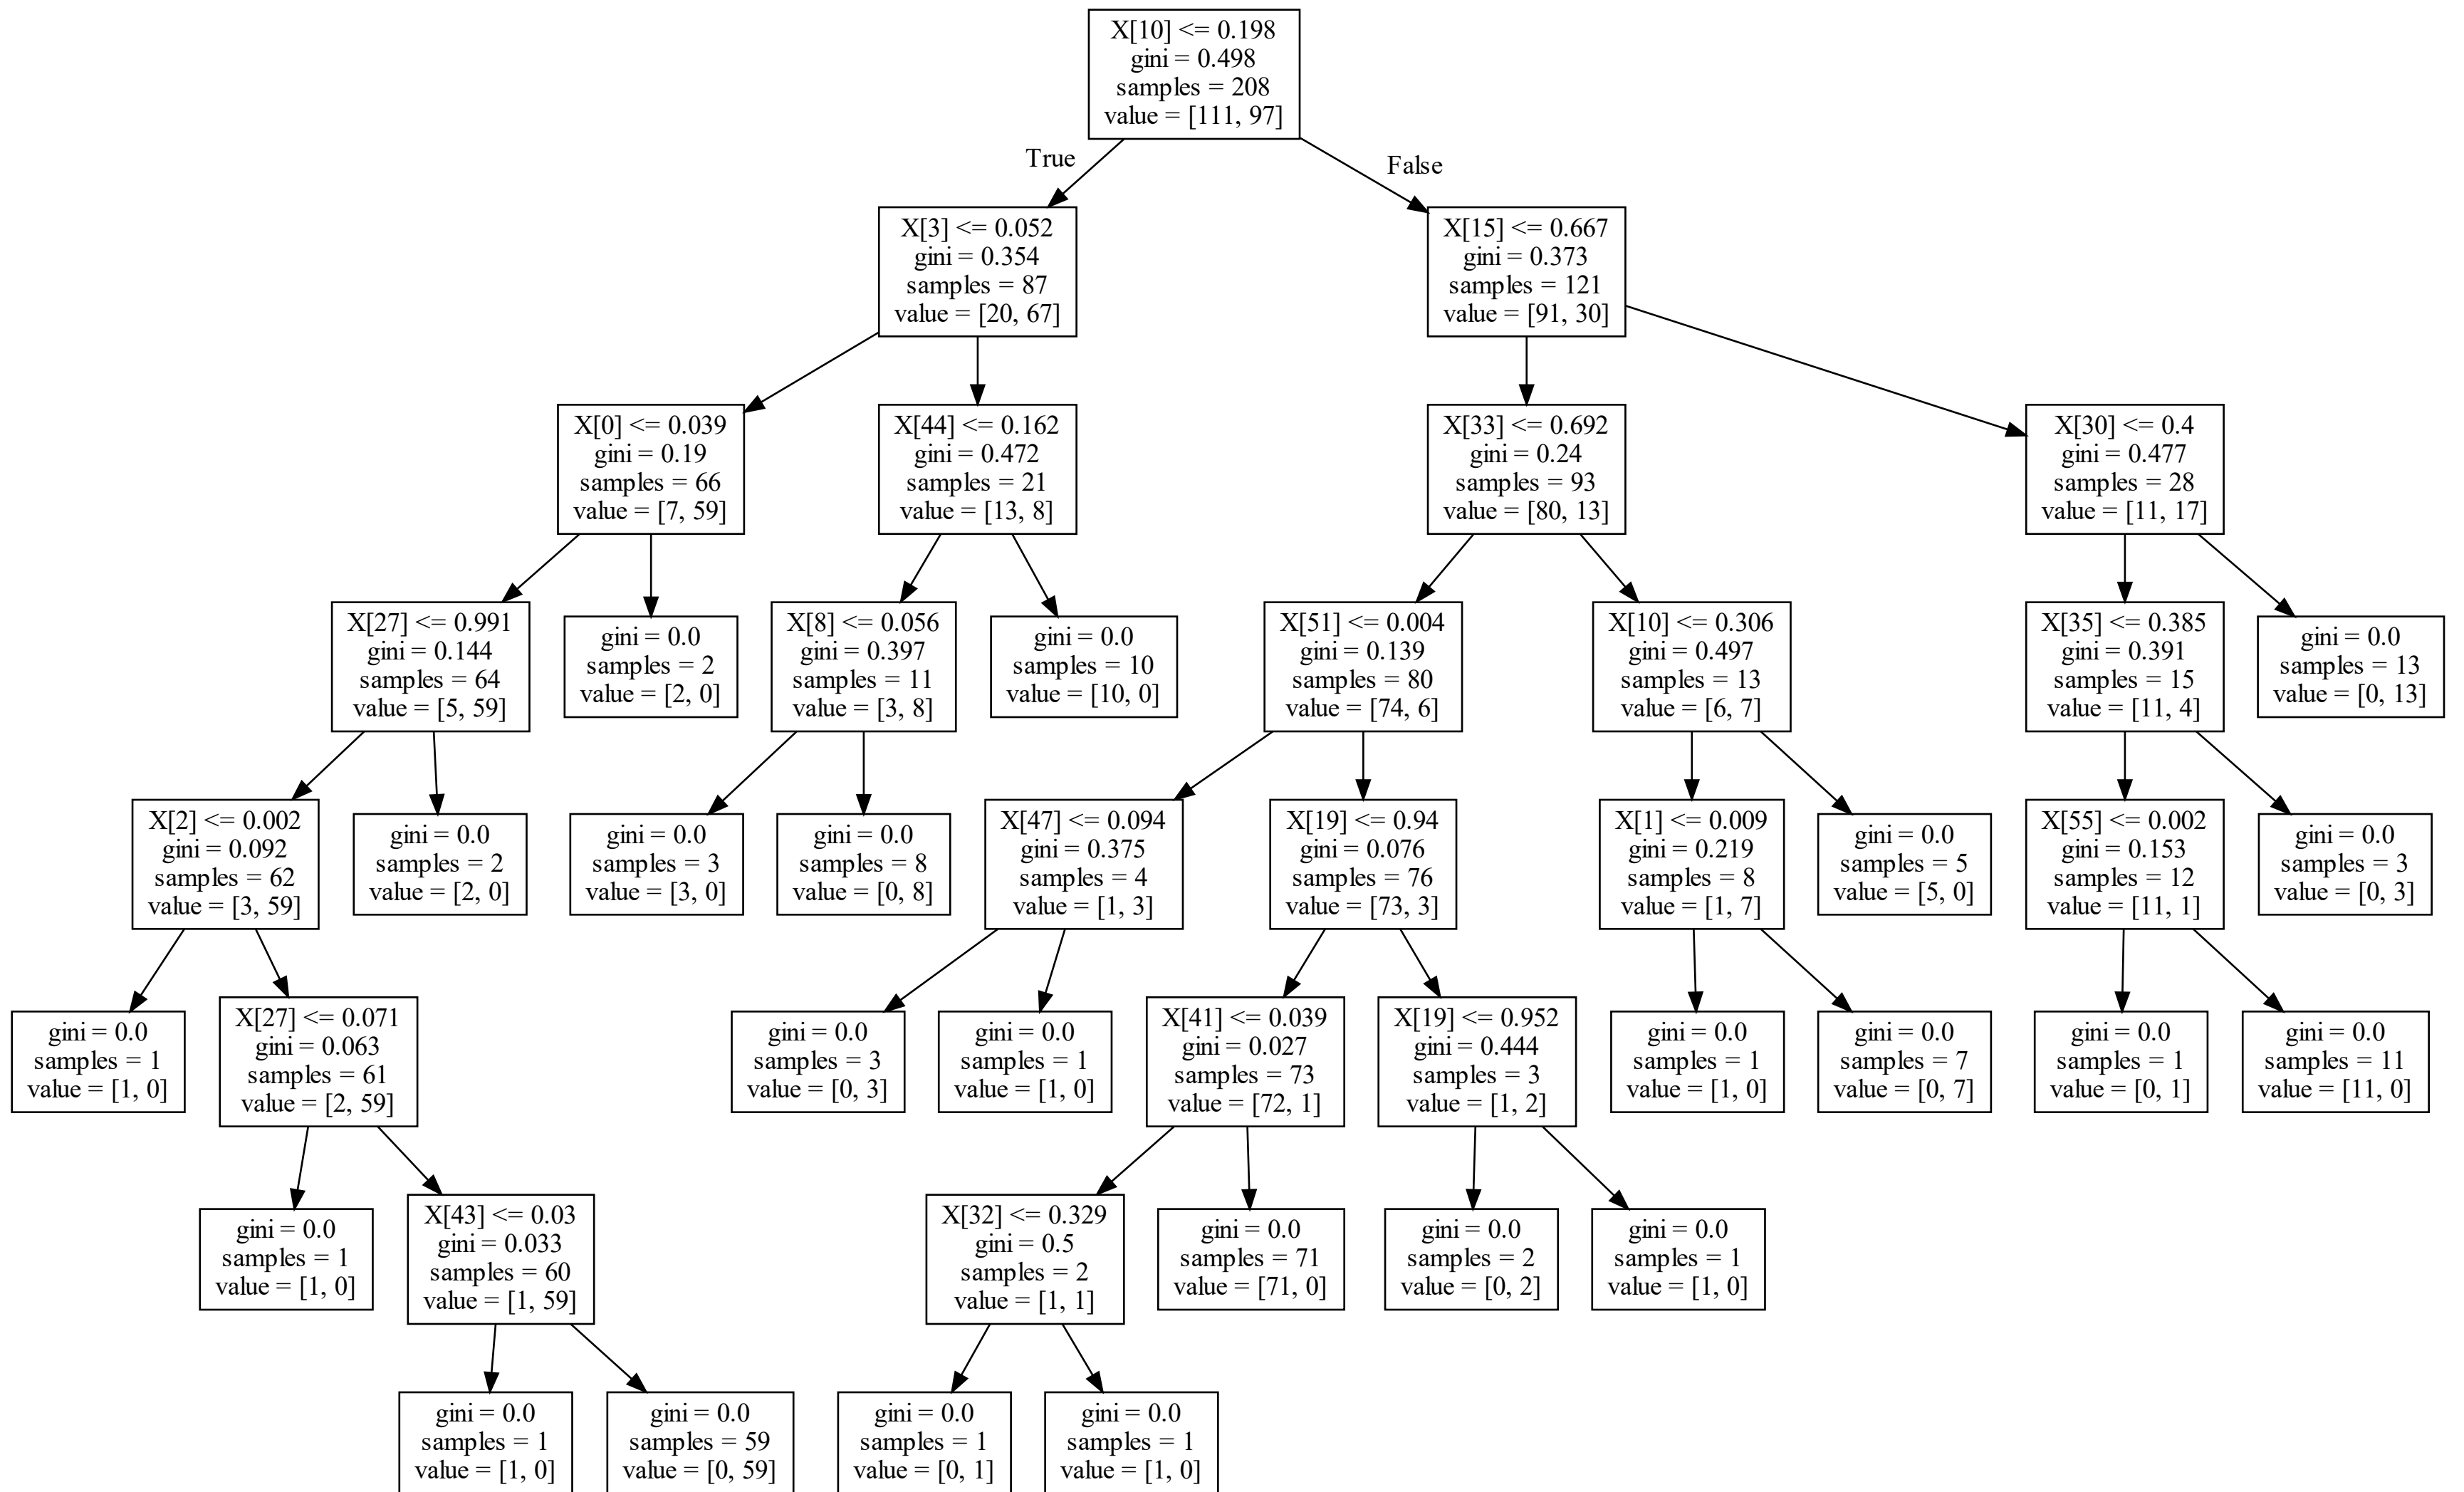 X[10] <= 0.198
gini = 0.498
samples = 208
value = [111, 97]
True
False
X[3] <= 0.052
gini = 0.354
samples = 87
value = [20, 67]
X[15] <= 0.667
gini = 0.373
samples = 121
value = [91, 30]
X[0] <= 0.039
gini = 0.19
samples = 66
value = [7, 59]
X[44] <= 0.162
gini = 0.472
samples = 21
value = [13, 8]
X[33] <= 0.692
gini = 0.24
samples = 93
value = [80, 13]
X[30] <= 0.4
gini = 0.477
samples = 28
value = [11, 17]
X[27] <= 0.991
gini = 0.144
samples = 64
value = [5, 59]
gini = 0.0
samples = 2
value = [2, 0]
X[8] <= 0.056
gini = 0.397
samples = 11
value = [3, 8]
gini = 0.0
samples = 10
value = [10, 0]
X[51] <= 0.004
gini = 0.139
samples = 80
value = [74, 6]
X[10] <= 0.306
gini = 0.497
samples = 13
value = [6, 7]
X[35] <= 0.385
gini = 0.391
samples = 15
value = [11, 4]
gini = 0.0
samples = 13
value = [0, 13]
X[2] <= 0.002
gini = 0.092
samples = 62
value = [3, 59]
gini = 0.0
samples = 2
value = [2, 0]
gini = 0.0
samples = 3
value = [3, 0]
gini = 0.0
samples = 8
value = [0, 8]
X[47] <= 0.094
gini = 0.375
samples = 4
value = [1, 3]
X[19] <= 0.94
gini = 0.076
samples = 76
value = [73, 3]
X[1] <= 0.009
gini = 0.219
samples = 8
value = [1, 7]
gini = 0.0
samples = 5
value = [5, 0]
X[55] <= 0.002
gini = 0.153
samples = 12
value = [11, 1]
gini = 0.0
samples = 3
value = [0, 3]
gini = 0.0
samples = 1
value = [1, 0]
X[27] <= 0.071
gini = 0.063
samples = 61
value = [2, 59]
gini = 0.0
samples = 3
value = [0, 3]
gini = 0.0
samples = 1
value = [1, 0]
X[41] <= 0.039
gini = 0.027
samples = 73
value = [72, 1]
X[19] <= 0.952
gini = 0.444
samples = 3
value = [1, 2]
gini = 0.0
samples = 1
value = [1, 0]
gini = 0.0
samples = 7
value = [0, 7]
gini = 0.0
samples = 1
value = [0, 1]
gini = 0.0
samples = 11
value = [11, 0]
gini = 0.0
samples = 1
value = [1, 0]
X[43] <= 0.03
gini = 0.033
samples = 60
value = [1, 59]
X[32] <= 0.329
gini = 0.5
samples = 2
value = [1, 1]
gini = 0.0
samples = 71
value = [71, 0]
gini = 0.0
samples = 2
value = [0, 2]
gini = 0.0
samples = 1
value = [1, 0]
gini = 0.0
samples = 1
value = [1, 0]
gini = 0.0
samples = 59
value = [0, 59]
gini = 0.0
samples = 1
value = [0, 1]
gini = 0.0
samples = 1
value = [1, 0]